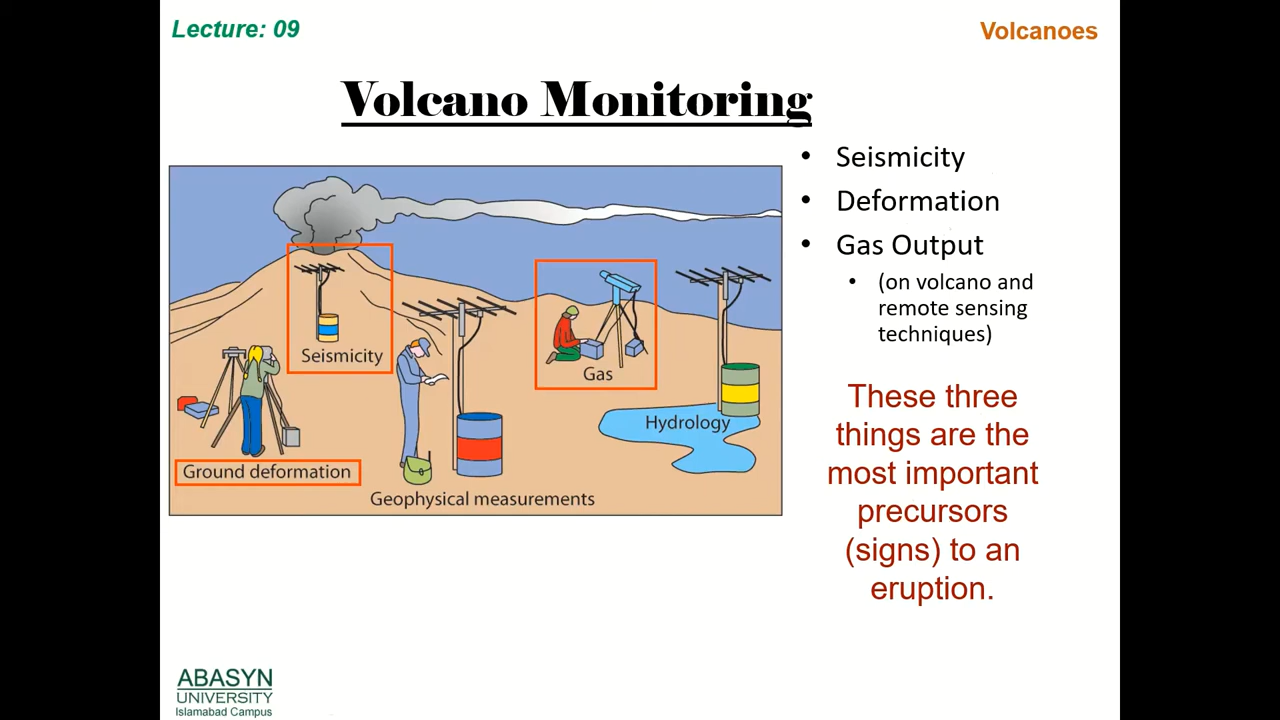 Lecture: 09
Volcanoes
Volcano Monitoring
• Seismicity
• Deformation
• Gas Output
• (on volcano and
remote sensing
techniques)
Seismicity
Gas
Hydrology
Ground deformation
Geophysical measurements
These three
things are the
most important
precursors
(signs) to an
eruption.
ABASYN
UNIVERSITY
Islamabad Campus